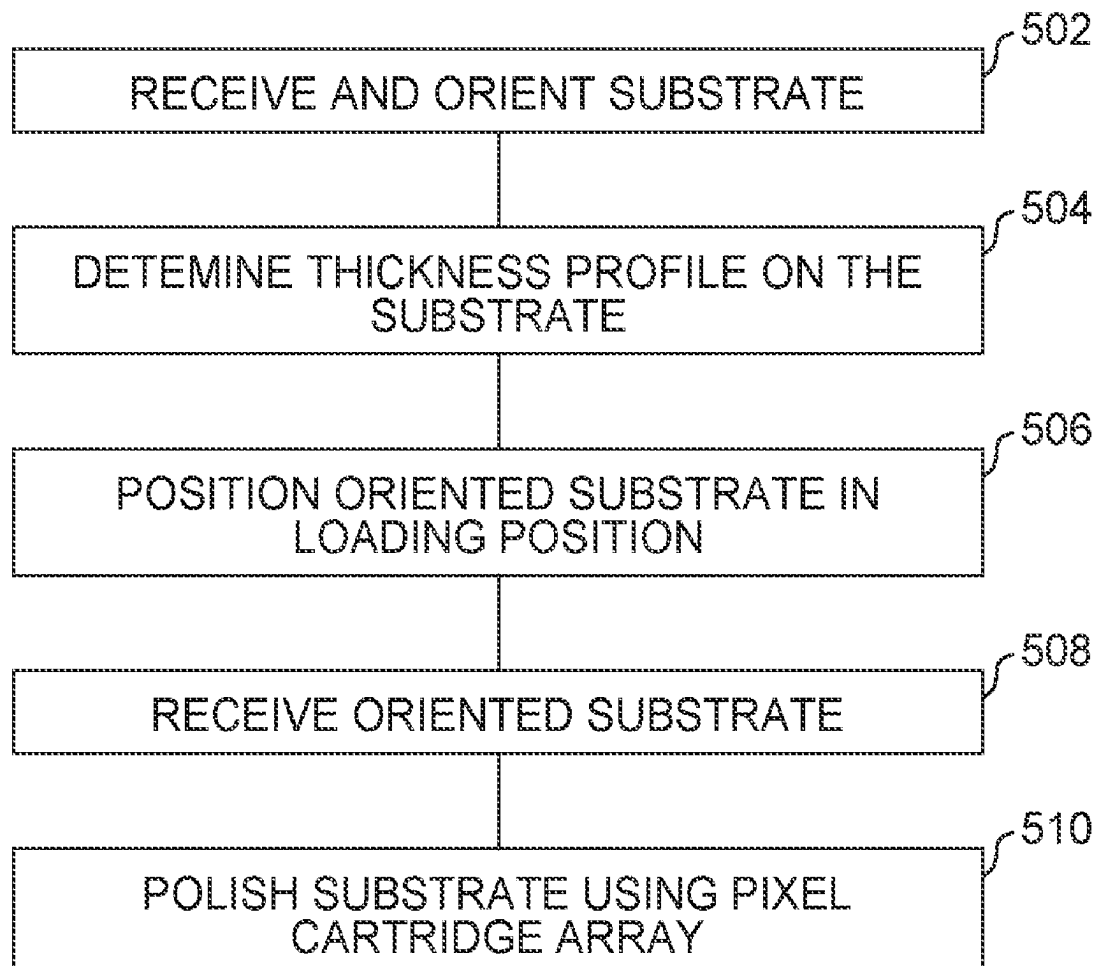 502
RECEIVE AND ORIENT SUBSTRATE
504
DETEMINE THICKNESS PROFILE ON THE
SUBSTRATE
506
POSITION ORIENTED SUBSTRATE IN
LOADING POSITION
508
RECEIVE ORIENTED SUBSTRATE
510
POLISH SUBSTRATE USING PIXEL
CARTRIDGE ARRAY